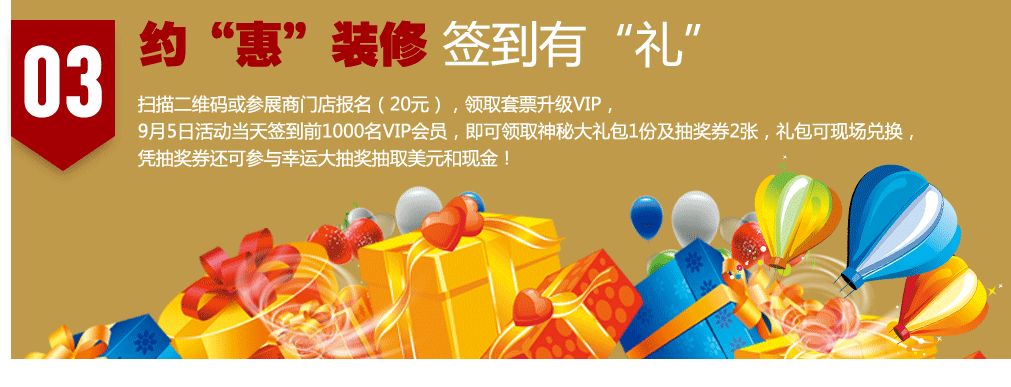 03
约“惠”装修 签到有“礼”
扫描二维码或参展商门店报名（20元），领取套票升级VIP，
9月5日活动当天签到前1000名VIP会员，即可领取神秘大礼包1份及抽奖券2张，礼包可现场兑换，
凭抽奖券还可参与幸运大抽奖抽取美元和现金！